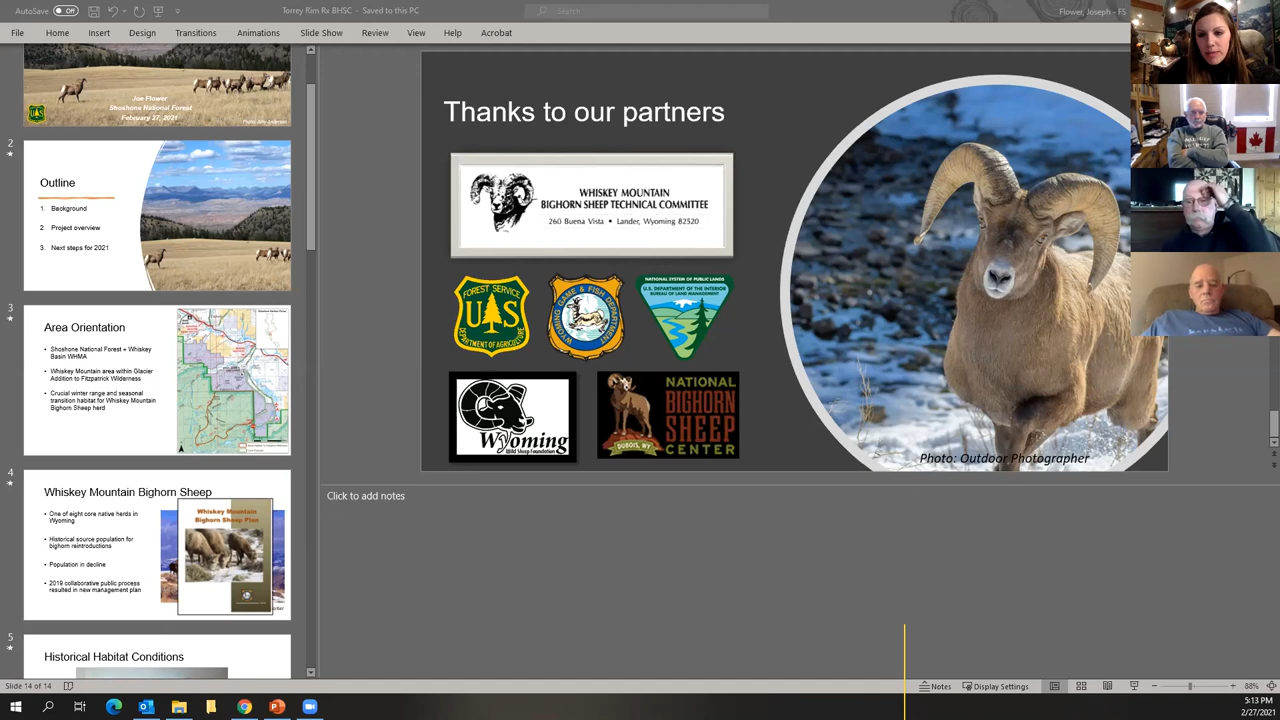 AutoSave
Off
Torrey Rim Rx BHSC - Saved to this PC
Search
Flower, Joseph - FS
File Home Insert Design Transitions Animations Slide Show Review View Help Acrobat
Joe Flower
Shoshone National Forest
February 27, 2021
2
Outline
1. Background
2. Project overview
3. Next steps for 2021
3
Area Orientation
• Shoshone National Forest + Whiskey
Basin WHMA
• Whiskey Mountain area within Glacier
Addition to Fitzpatrick Wilderness
• Crucial winter range and seasonal
transition habitat for Whiskey Mountain
Bighorn Sheep herd
4
Whiskey Mountain Bighorn Sheep
• One of eight core native herds in
Wyoming
• Historical source population for
bighorn reintroductions
• Population in decline
• 2019 collaborative public process
resulted in new management plan
Whiskey Mountain
Bighorn Sheep Plan
5
Historical Habitat Conditions
Thanks to our partners
WHISKEY MOUNTAIN
BIGHORN SHEEP TECHNICAL COMMITTEE
260 Buena Vista • Lander, Wyoming 82520
FOREST SERVICE
US
DEPARTMENT OF AGRICULTURE
WYOMING GAME & FISH DEPARTMENT
NATIONAL SYSTEM OF PUBLIC LANDS
U.S. DEPARTMENT OF THE INTERIOR
BUREAU OF LAND MANAGEMENT
Wyoming
Wild Sheep Foundation
NATIONAL
BIGHORN
SHEEP
CENTER
DUBOIS, WY
Photo: Outdoor Photographer
Click to add notes
Slide 14 of 14
Notes
Display Settings
88%
5:13 PM
2/27/2021